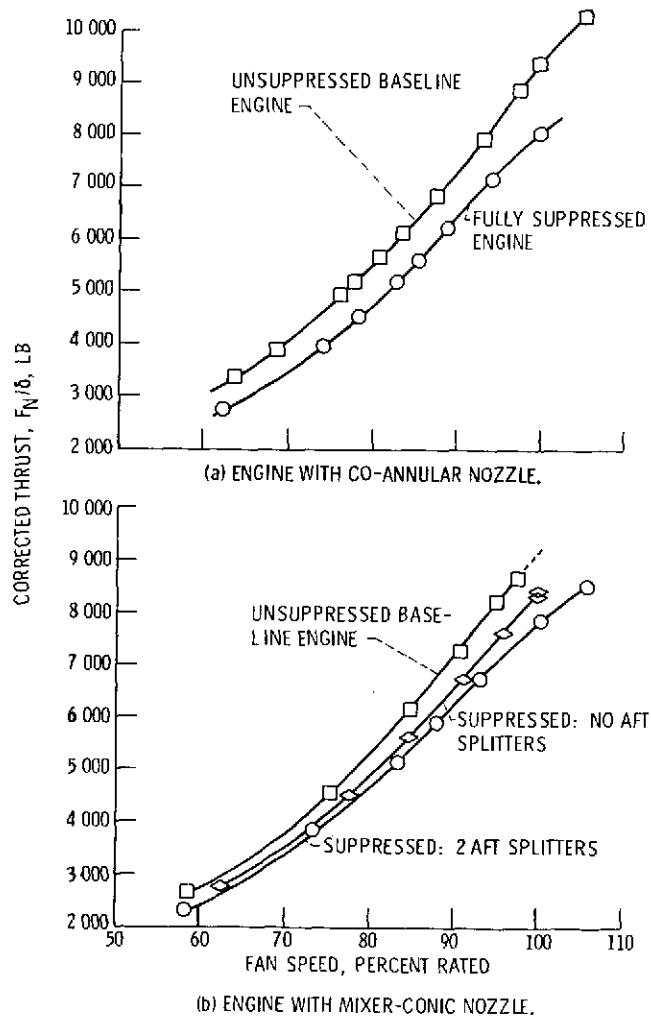 10 000
9 000
8 000
7 000
6 000
5 000
4 000
3 000
2 000
UNSUPPRESSED BASELINE
ENGINE
FULLY SUPPRESSED
ENGINE
(a) ENGINE WITH CO-ANNULAR NOZZLE.
CORRECTED THRUST, FN/δ, LB
10 000
9 000
8 000
7 000
6 000
5 000
4 000
3 000
2 000
UNSUPPRESSED BASE-
LINE ENGINE
SUPPRESSED: NO AFT
SPLITTERS
SUPPRESSED: 2 AFT SPLITTERS
50 60 70 80 90 100 110
FAN SPEED, PERCENT RATED
(b) ENGINE WITH MIXER-CONIC NOZZLE.